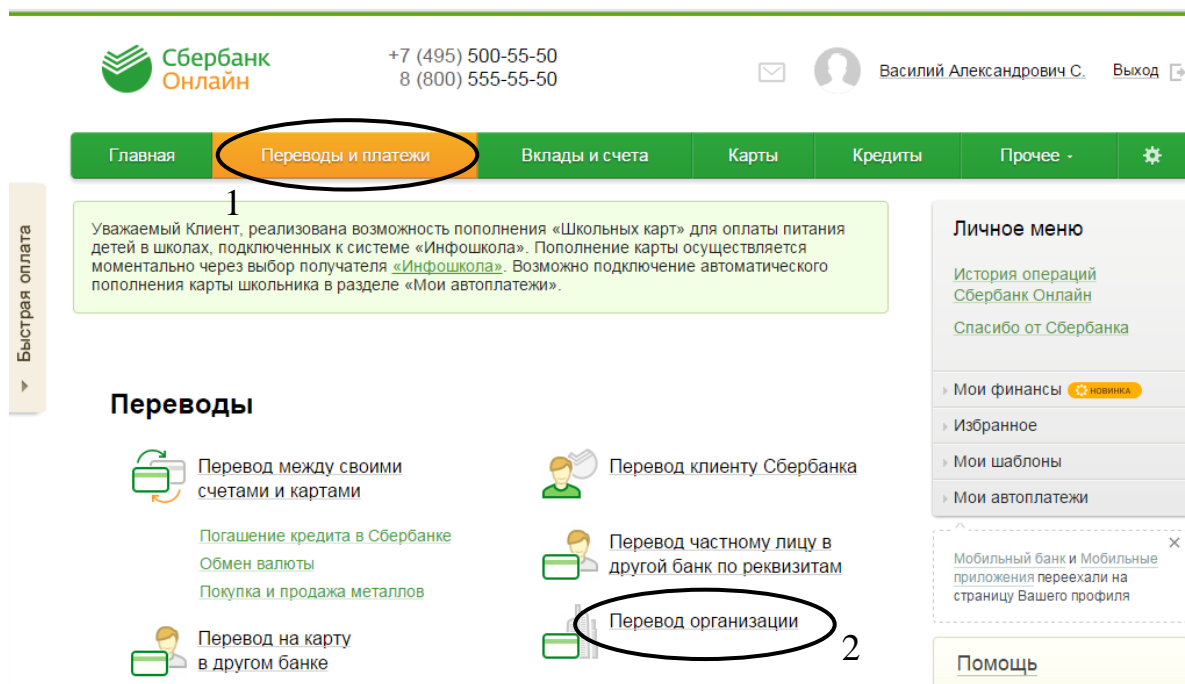 Сбербанк
Онлайн
+7 (495) 500-55-50
8 (800) 555-55-50
Василий Александрович С.
Выход
Главная
Переводы и платежи
Вклады и счета
Карты
Кредиты
Прочее
1
Быстрая оплата
Уважаемый Клиент, реализована возможность пополнения «Школьных карт» для оплаты питания
детей в школах, подключенных к системе «Инфошкола». Пополнение карты осуществляется
моментально через выбор получателя «Инфошкола». Возможно подключение автоматического
пополнения карты школьника в разделе «Мои автоплатежи».
Личное меню
История операций
Сбербанк Онлайн
Спасибо от Сбербанка
Мои финансы новинка
Избранное
Мои шаблоны
Мои автоплатежи
Мобильный банк и Мобильные
приложения переехали на
страницу Вашего профиля
Помощь
Переводы
Перевод между своими
счетами и картами
Погашение кредита в Сбербанке
Обмен валюты
Покупка и продажа металлов
Перевод на карту
в другом банке
Перевод клиенту Сбербанка
Перевод частному лицу в
другой банк по реквизитам
Перевод организации
2